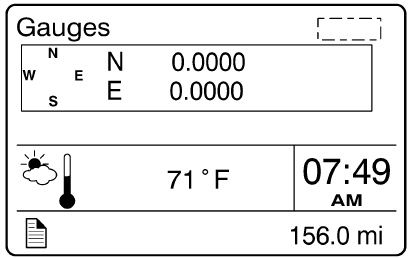 Gauges
N
W E
S
N 0.0000
E 0.0000
71°F
07:49
AM
156.0 mi